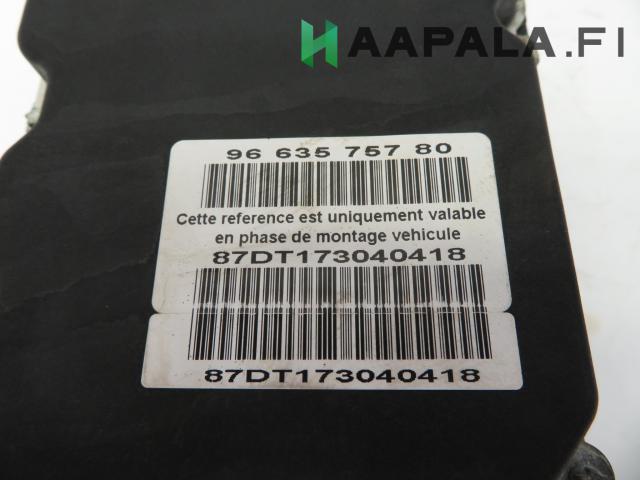 HAAPALA.FI
96 635 757 80
Cette reference est uniquement valable
en phase de montage vehicule
87DT173040418
87DT173040418